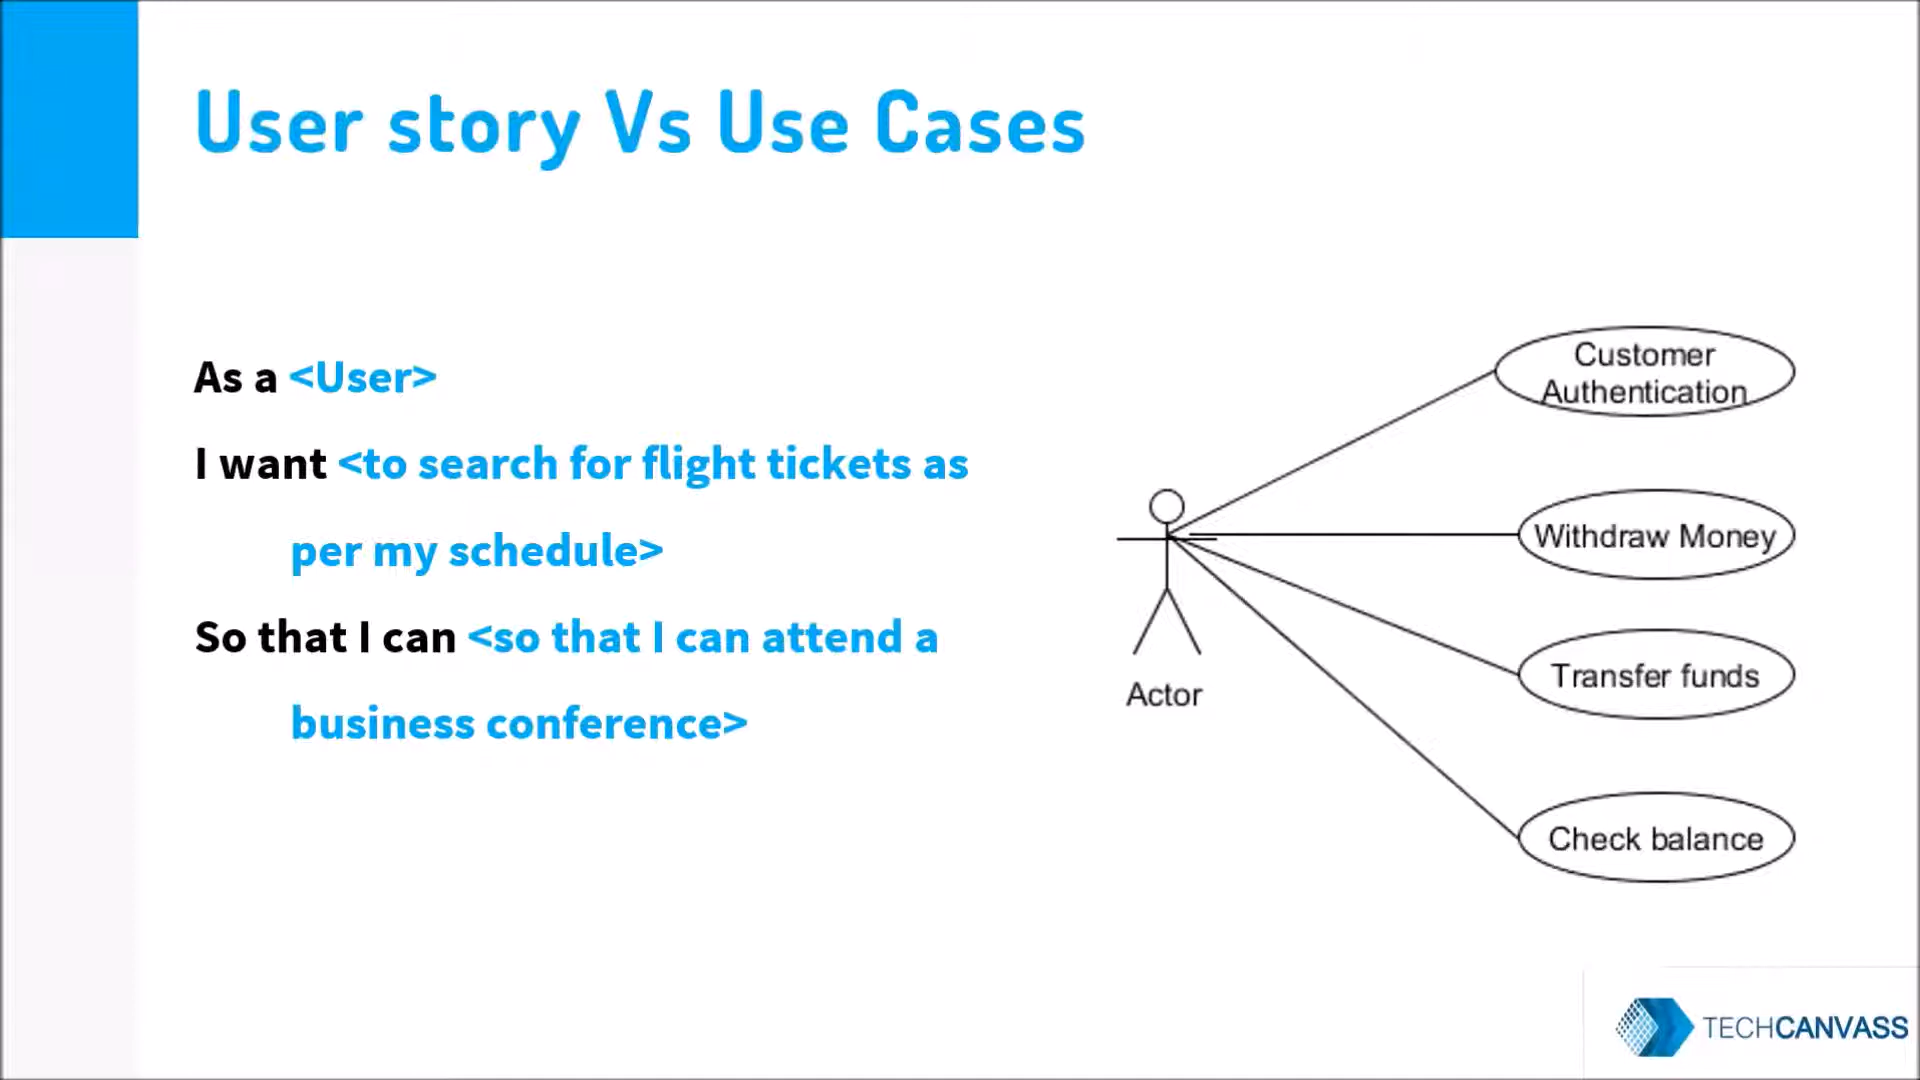 User story Vs Use Cases
As a <User>
I want <to search for flight tickets as
per my schedule>
So that I can <so that I can attend a
business conference>
Customer
Authentication
Withdraw Money
Transfer funds
Check balance
Actor
TECHCANVASS